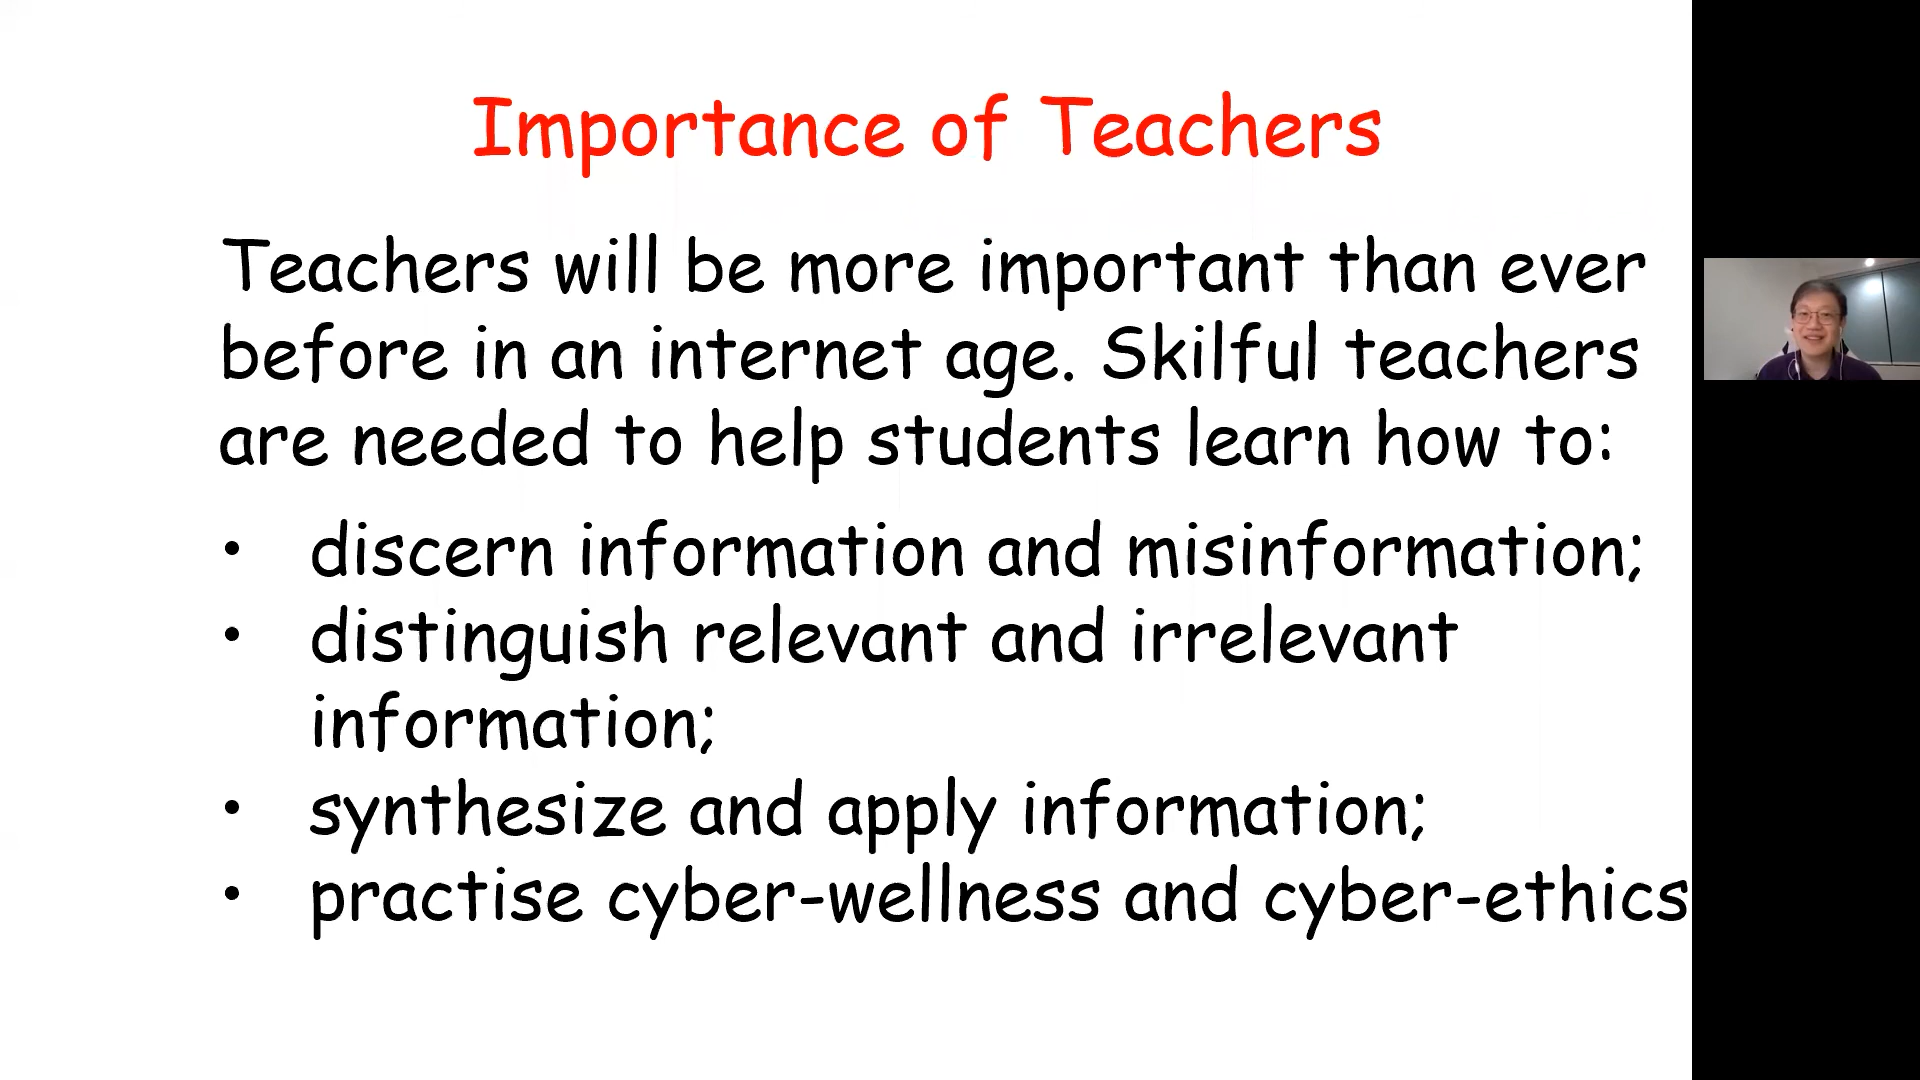 Importance of Teachers
Teachers will be more important than ever
before in an internet age. Skilful teachers
are needed to help students learn how to:
• discern information and misinformation;
• distinguish relevant and irrelevant
information;
• synthesize and apply information;
• practise cyber-wellness and cyber-ethics